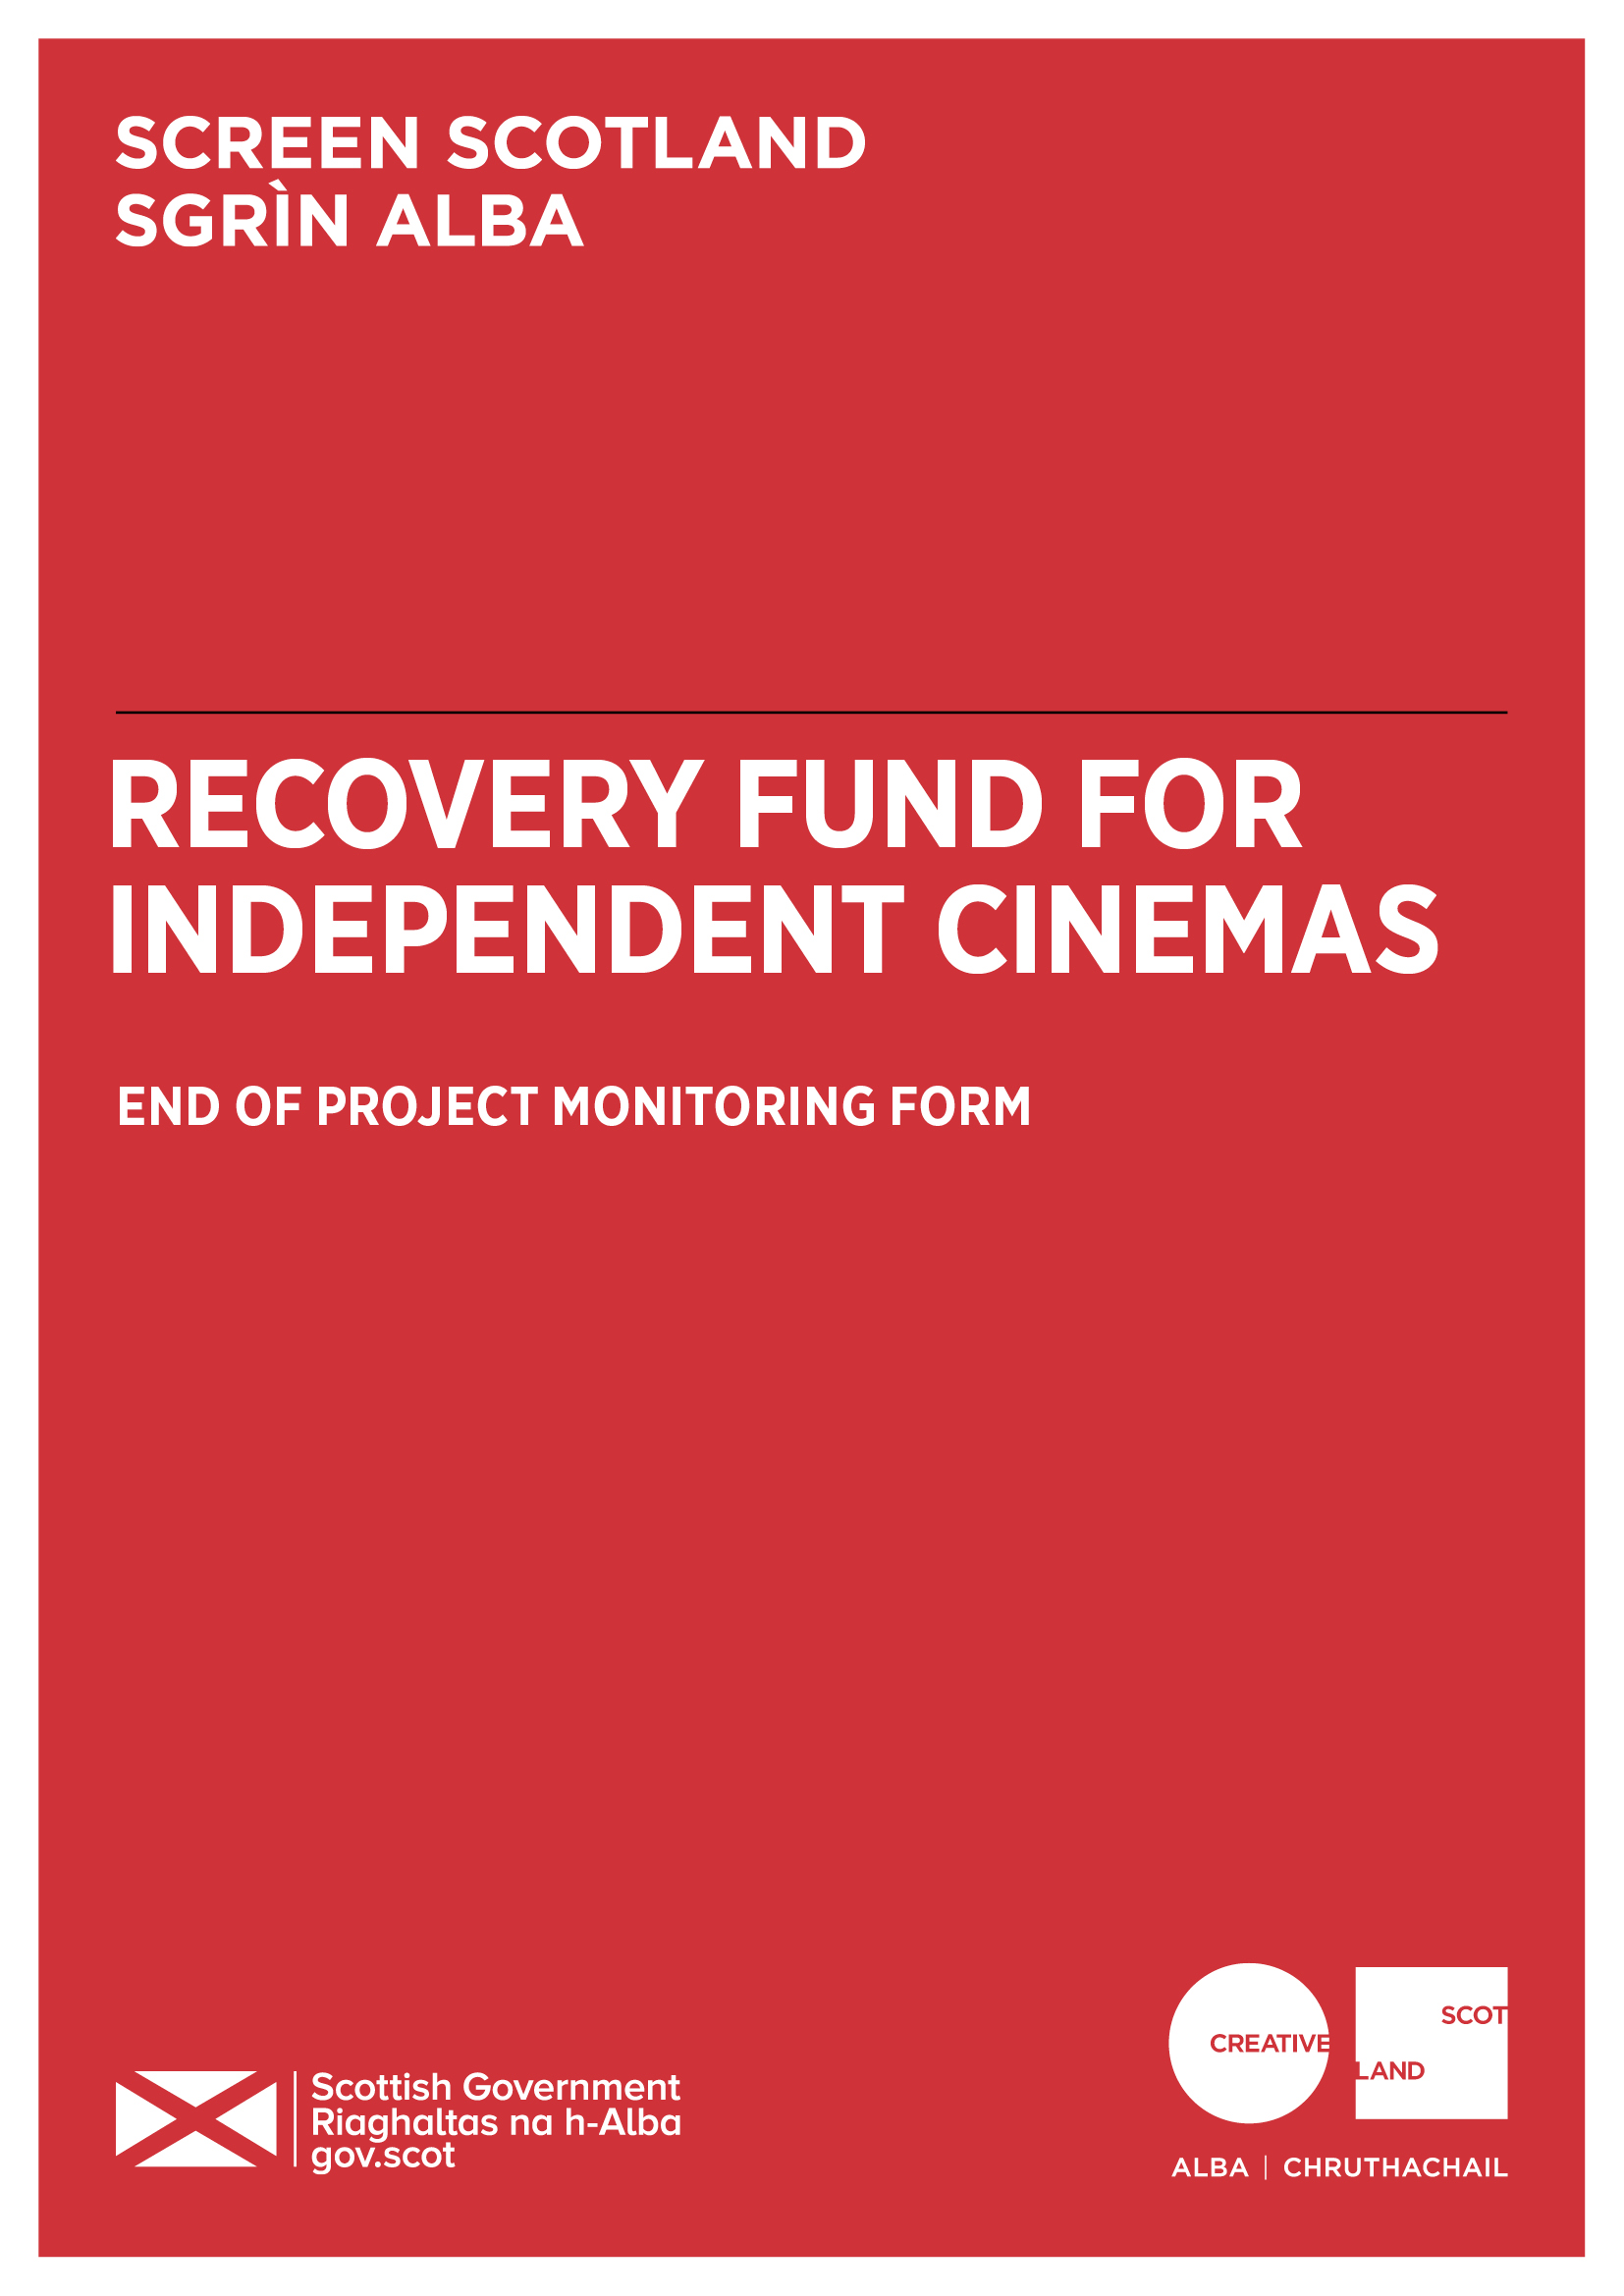 SCREEN SCOTLAND
SGRÌN ALBA
RECOVERY FUND FOR
INDEPENDENT CINEMAS
END OF PROJECT MONITORING FORM
Scottish Government
Riaghaltas na h-Alba
gov.scot
CREATIVE
SCOT
LAND
ALBA | CHRUTHACHAIL